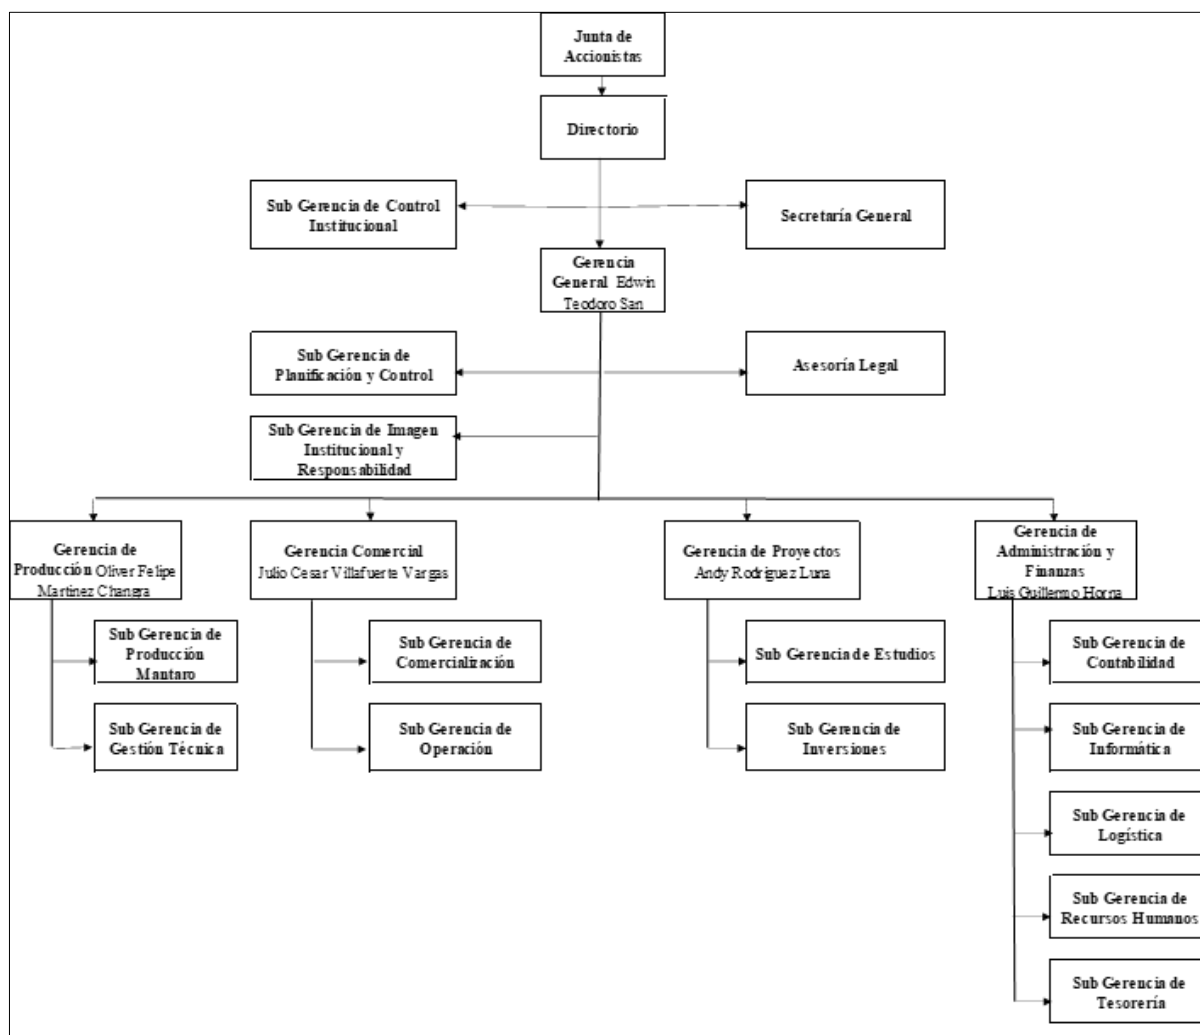 Junta de
Accionistas
Directorio
Sub Gerencia de Control
Institucional
Secretaría General
Gerencia
General Edwin
Teodoro San
Sub Gerencia de
Planificación y Control
Asesoría Legal
Sub Gerencia de Imagen
Institucional y
Responsabilidad
Gerencia de
Producción Oliver Felipe
Martinez Changra
Gerencia Comercial
Julio Cesar Villafuerte Vargas
Gerencia de Proyectos
Andy Rodriguez Luna
Gerencia de
Administración y
Finanzas
Luis Guillermo Horna
Sub Gerencia de
Producción
Mantaro
Sub Gerencia de
Comercialización
Sub Gerencia de Estudios
Sub Gerencia de
Contabilidad
Sub Gerencia de
Gestión Técnica
Sub Gerencia de
Operación
Sub Gerencia de
Inversiones
Sub Gerencia de
Informática
Sub Gerencia de
Logística
Sub Gerencia de
Recursos Humanos
Sub Gerencia de
Tesorería